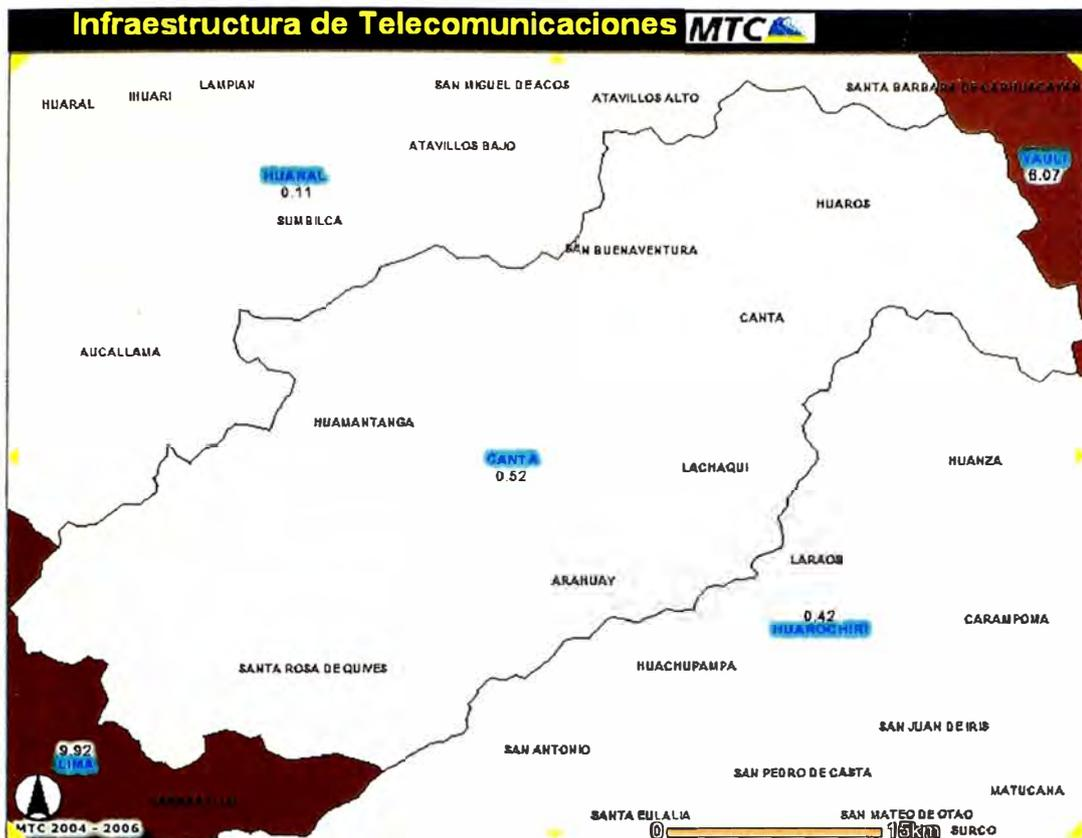 Infraestructura de Telecomunicaciones MTC
LAMPIAN
SAN MIGUEL DE ACOS
SANTA BARBARA DE CARHUACAYAN
HUARAL
IHUARI
ATAVILLOS ALTO
ATAVILLOS BAJO
YAULI
6.07
HUARAL
0.11
HUAROS
SUMBILCA
SAN BUENAVENTURA
CANTA
AUCALLAMA
HUAMANTANGA
CANTA
0.52
LACHAQUI
HUANZA
LARAOS
ARAHUAY
0.42
HUAROCHIRI
CARAMPOMA
SANTA ROSA DE QUIVES
HUACHUPAMPA
SAN JUAN DE IRIS
9.92
LIMA
SAN ANTONIO
SAN PEDRO DE CASTA
MATUCANA
SANTA EULALIA
SAN MATEO DE OTAO
MTC 2004 - 2006
0 15km
SURCO